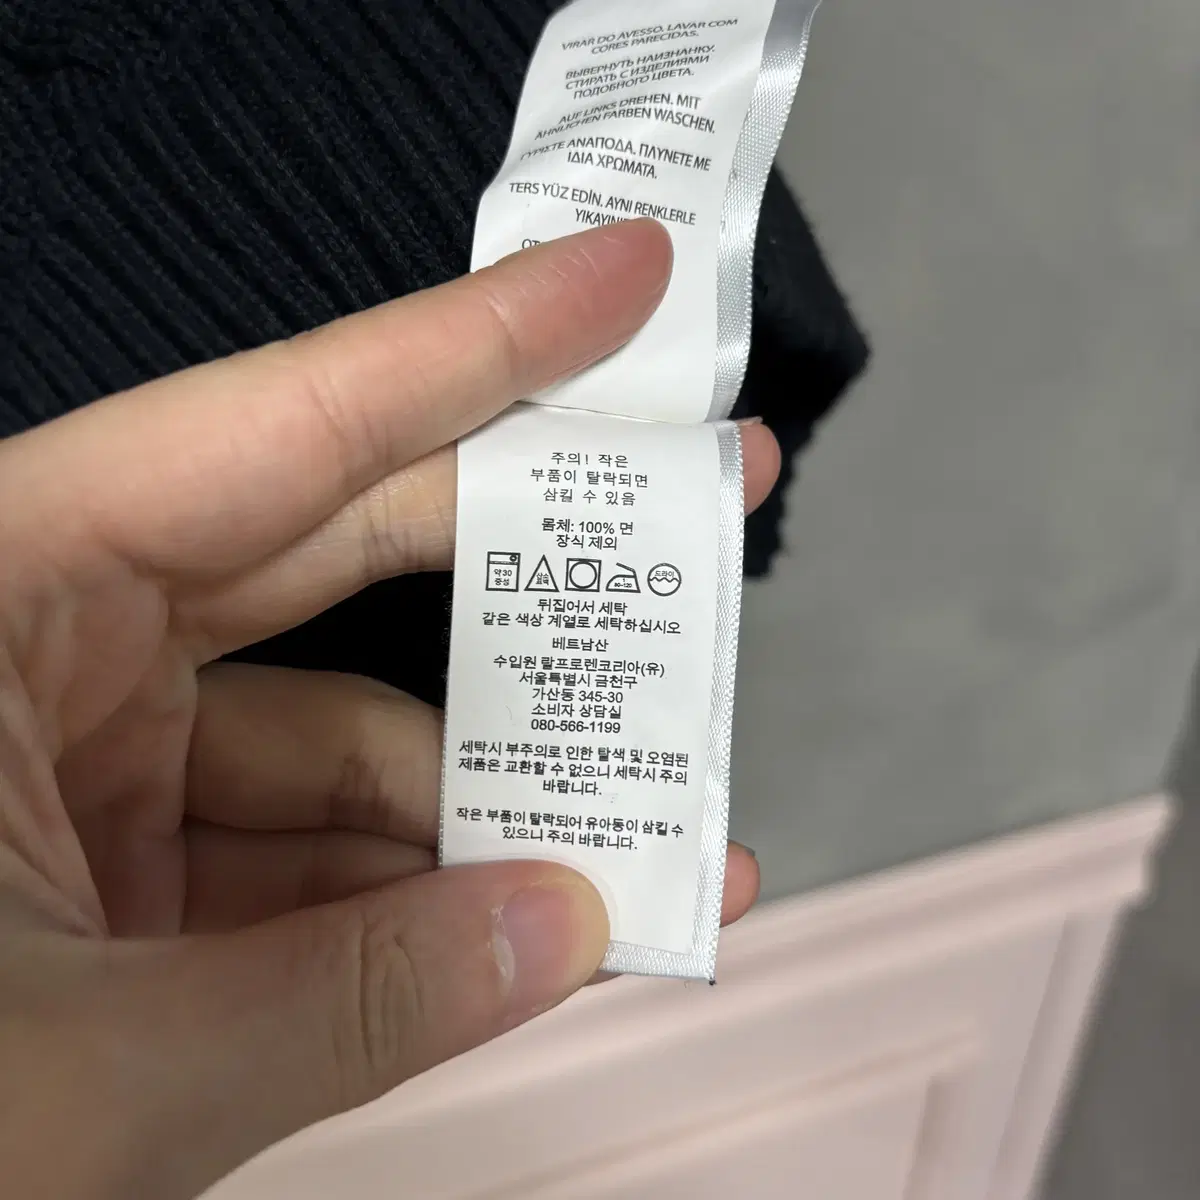 VIRAR DO AVESSO. LAVAR COM
CORES PARECIDAS.
ВЫВЕРНУТЬ НАИЗНАНКУ.
СТИРАТЬ С ИЗДЕЛИЯМИ
ПОДОБНОГО ЦВЕТА.
AUF LINKS DREHEN. MIT
ÄHNLICHEN FARBEN WASCHEN.
ΓΥΡΙΣΤΕ ΑΝΑΠΟΔΑ. ΠΛΥΝΕΤΕ ΜΕ
ΙΔΙΑ ΧΡΩΜΑΤΑ.
TERS YÜZ EDİN. AYNI RENKLERLE
주의! 작은
부품이 탈락되면
삼킬 수 있음
몸체: 100% 면
장식 제외
약30
중성
드라이
80-120
뒤집어서 세탁
같은 색상 계열로 세탁하십시오
베트남산
수입원 랄프로렌코리아(유)
서울특별시 금천구
가산동 345-30
소비자 상담실
080-566-1199
세탁시 부주의로 인한 탈색 및 오염된
제품은 교환할 수 없으니 세탁시 주의
바랍니다.
작은 부품이 탈락되어 유아동이 삼킬 수
있으니 주의 바랍니다.